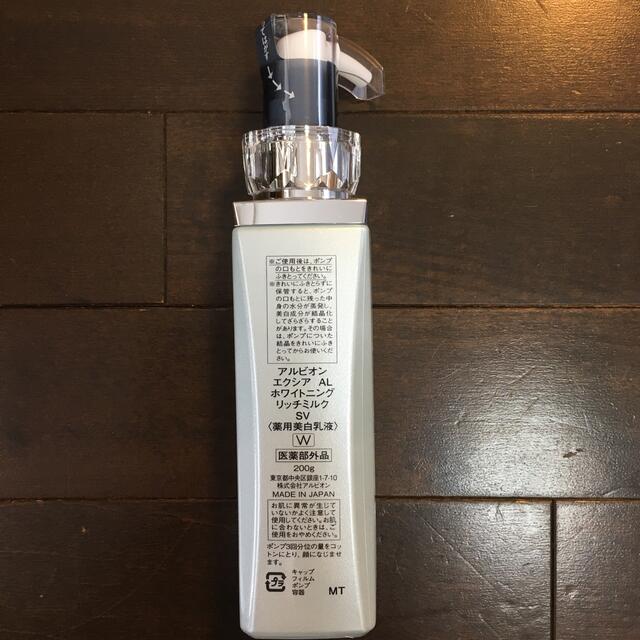 ※ご使用後は、ポンプ
の口もとをきれいに
ふきとってください。
※きれいにふきとらずに
保管すると、ポンプ
の口もとに残った中
身の水分が蒸発し、
美白成分が結晶化
してざらざらすること
があります。その場合
は、ポンプについた
結晶をきれいにふき
とってからお使いくだ
さい。
アルビオン
エクシア AL
ホワイトニング
リッチミルク
SV
〈薬用美白乳液〉
W
医薬部外品
200g
東京都中央区銀座1-7-10
株式会社アルビオン
MADE IN JAPAN
お肌に異常が生じて
いないかよく注意して
使用してください。お肌
に合わないときは、ご
使用をおやめください。
ポンプ3回分位の量をコッ
トンにとり、顔になじませ
ます。
プラ
キャップ
フィルム
ポンプ
容器
MT